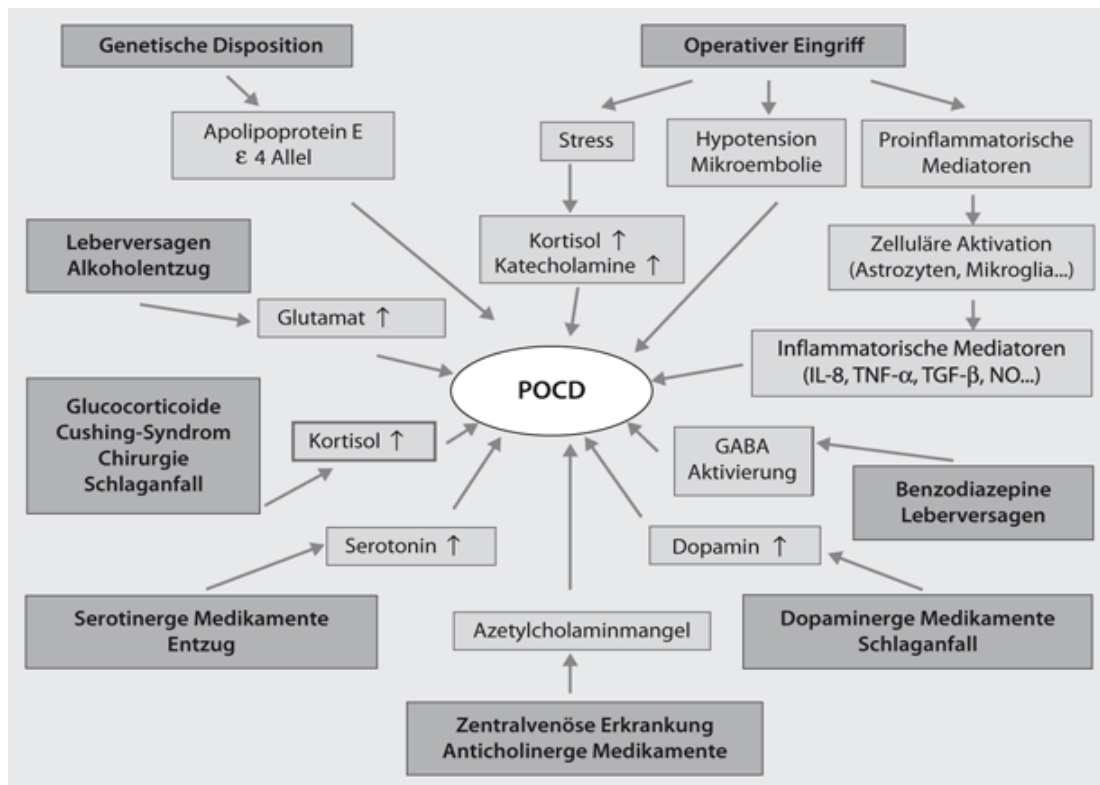 Genetische Disposition
Operativer Eingriff
Apolipoprotein E
ε 4 Allel
Stress
Hypotension
Mikroembolie
Proinflammatorische
Mediatoren
Leberversagen
Alkoholentzug
Kortisol ↑
Katecholamine ↑
Zelluläre Aktivation
(Astrozyten, Mikroglia...)
Glutamat ↑
Inflammatorische Mediatoren
(IL-8, TNF-α, TGF-β, NO...)
POCD
Glucocorticoide
Cushing-Syndrom
Chirurgie
Schlaganfall
Kortisol ↑
GABA
Aktivierung
Benzodiazepine
Leberversagen
Serotonin ↑
Dopamin ↑
Serotinerge Medikamente
Entzug
Azetylcholaminmangel
Dopaminerge Medikamente
Schlaganfall
Zentralvenöse Erkrankung
Anticholinerge Medikamente